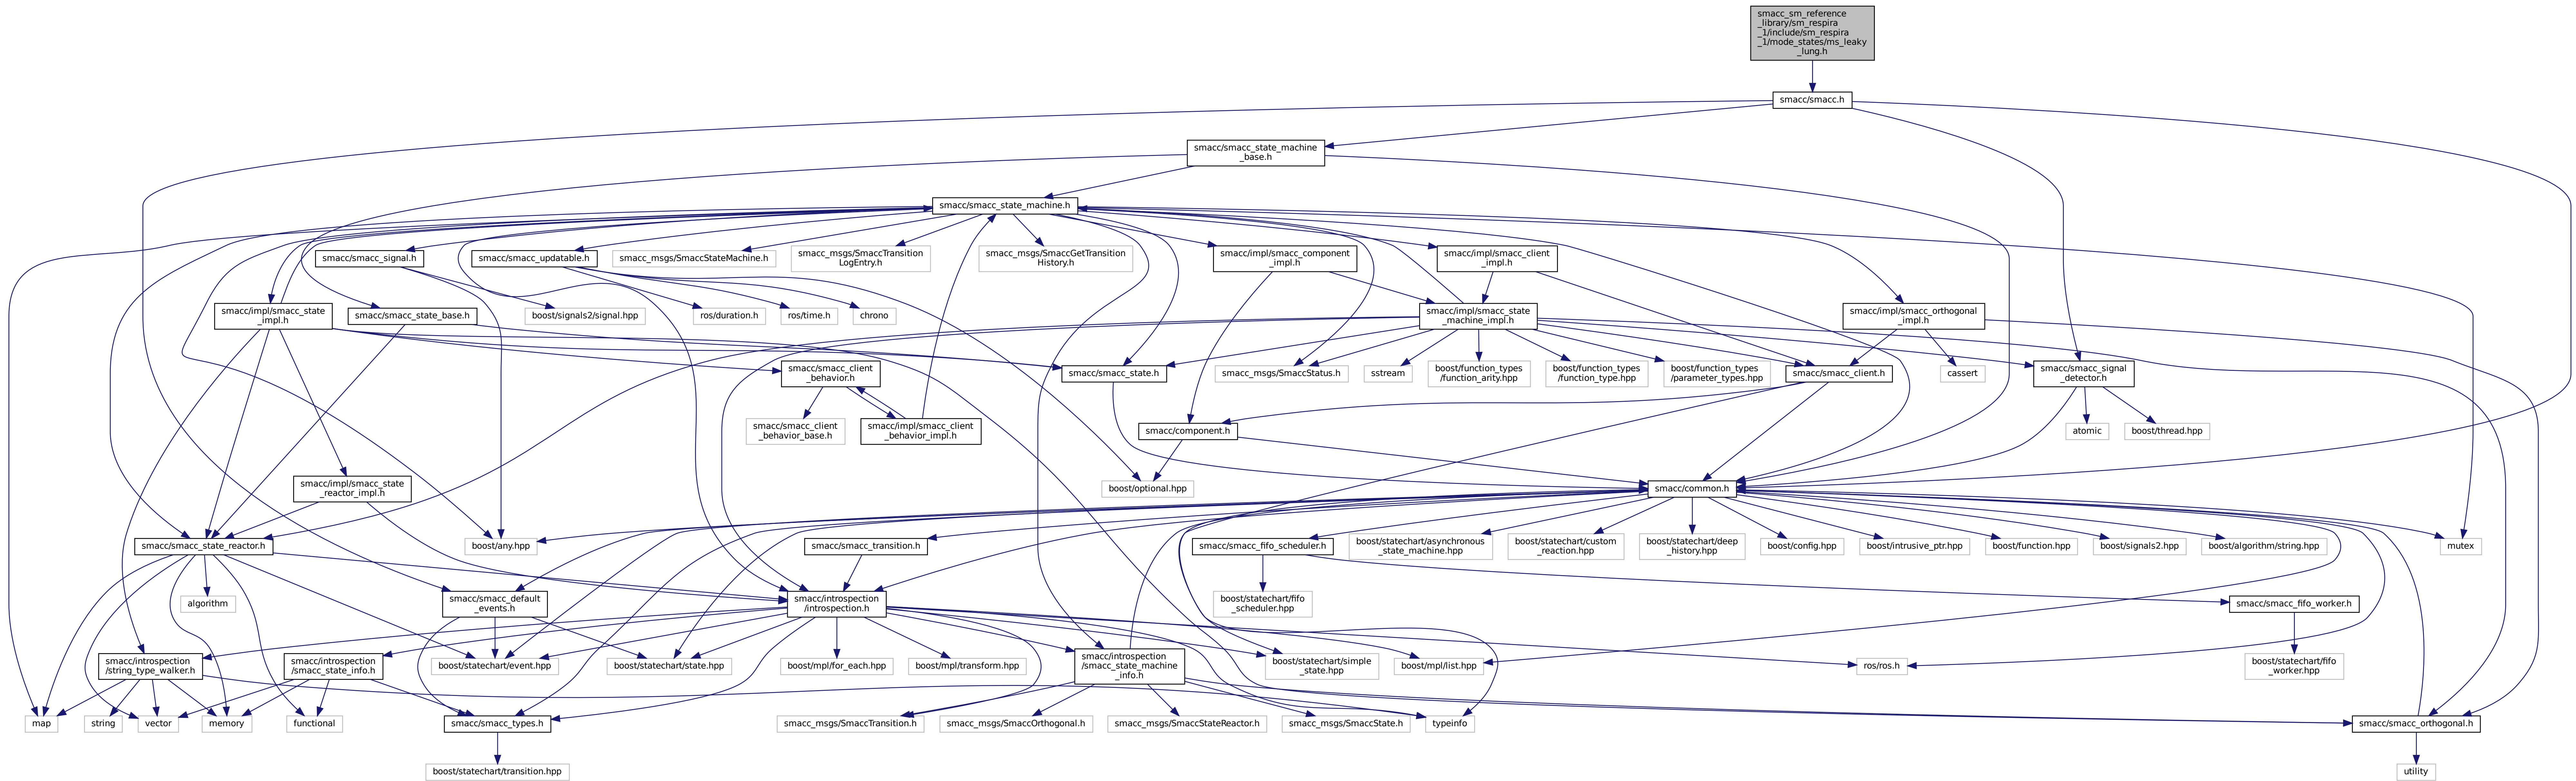 smacc_sm_reference
_library/sm_respira
_1/include/sm_respira
_1/mode_states/ms_leaky
_lung.h
smacc/smacc.h
smacc/smacc_state_machine
_base.h
smacc/smacc_state_machine.h
smacc/smacc_signal.h
smacc/smacc_updatable.h
smacc_msgs/SmaccStateMachine.h
smacc_msgs/SmaccTransition
LogEntry.h
smacc_msgs/SmaccGetTransition
History.h
smacc/impl/smacc_component
_impl.h
smacc/impl/smacc_client
_impl.h
smacc/impl/smacc_state
_impl.h
smacc/smacc_state_base.h
boost/signals2/signal.hpp
ros/duration.h
ros/time.h
chrono
smacc/impl/smacc_state
_machine_impl.h
smacc/impl/smacc_orthogonal
_impl.h
smacc/smacc_client
_behavior.h
smacc/smacc_state.h
smacc_msgs/SmaccStatus.h
sstream
boost/function_types
/function_arity.hpp
boost/function_types
/function_type.hpp
boost/function_types
/parameter_types.hpp
smacc/smacc_client.h
cassert
smacc/smacc_signal
_detector.h
smacc/smacc_client
_behavior_base.h
smacc/impl/smacc_client
_behavior_impl.h
smacc/component.h
atomic
boost/thread.hpp
smacc/impl/smacc_state
_reactor_impl.h
boost/optional.hpp
smacc/common.h
smacc/smacc_state_reactor.h
boost/any.hpp
smacc/smacc_transition.h
smacc/smacc_fifo_scheduler.h
boost/statechart/asynchronous
_state_machine.hpp
boost/statechart/custom
_reaction.hpp
boost/statechart/deep
_history.hpp
boost/config.hpp
boost/intrusive_ptr.hpp
boost/function.hpp
boost/signals2.hpp
boost/algorithm/string.hpp
mutex
algorithm
smacc/smacc_default
_events.h
smacc/introspection
/introspection.h
boost/statechart/fifo
_scheduler.hpp
smacc/smacc_fifo_worker.h
smacc/introspection
/string_type_walker.h
smacc/introspection
/smacc_state_info.h
boost/statechart/event.hpp
boost/statechart/state.hpp
boost/mpl/for_each.hpp
boost/mpl/transform.hpp
smacc/introspection
/smacc_state_machine
_info.h
boost/statechart/simple
_state.hpp
boost/mpl/list.hpp
ros/ros.h
boost/statechart/fifo
_worker.hpp
map
string
vector
memory
functional
smacc/smacc_types.h
smacc_msgs/SmaccTransition.h
smacc_msgs/SmaccOrthogonal.h
smacc_msgs/SmaccStateReactor.h
smacc_msgs/SmaccState.h
typeinfo
smacc/smacc_orthogonal.h
boost/statechart/transition.hpp
utility